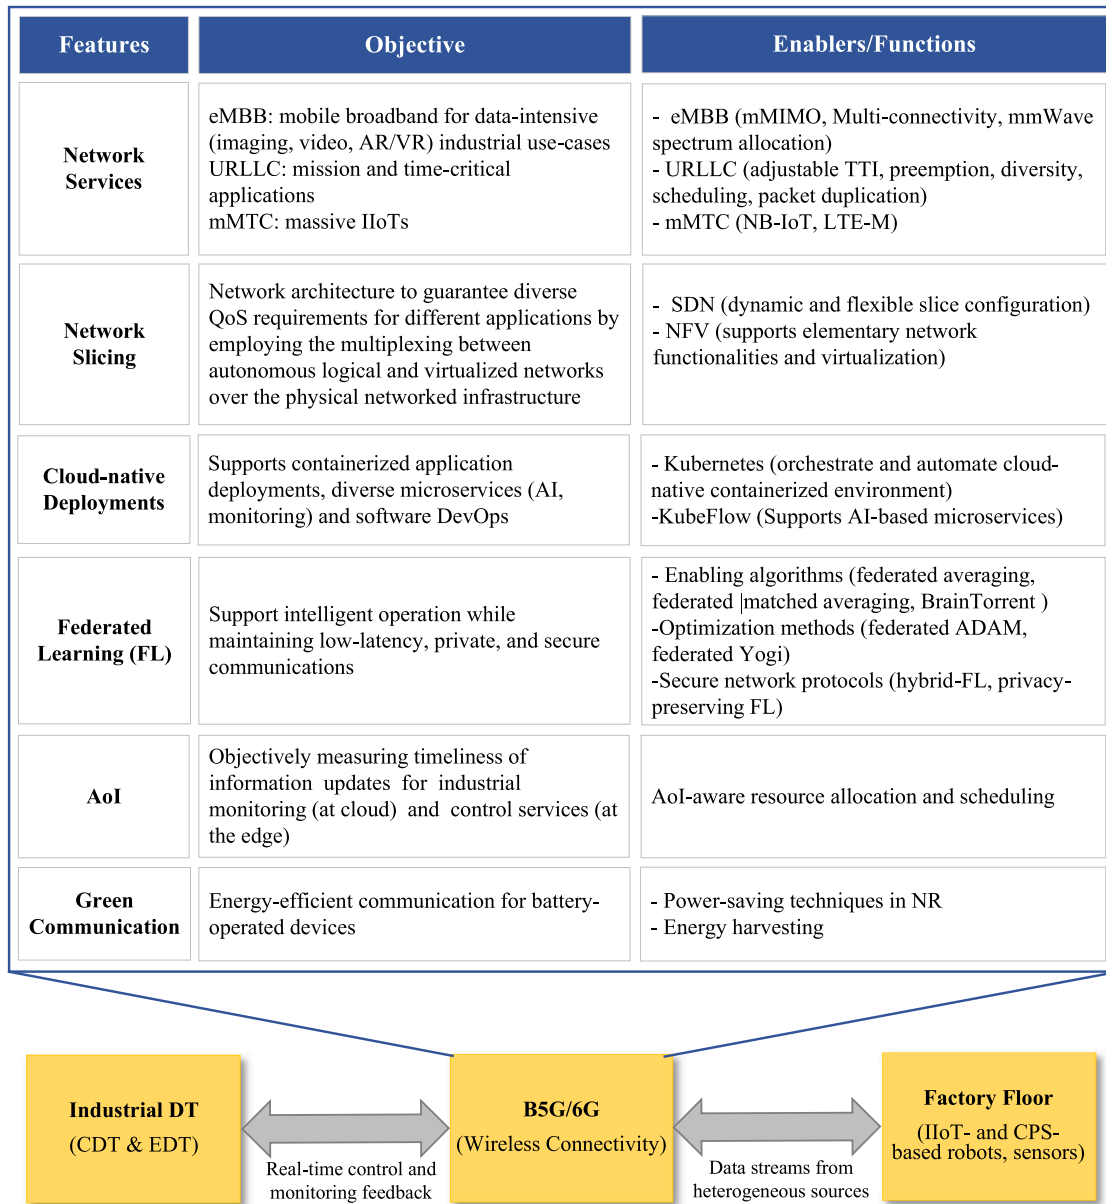 Features
Objective
Enablers/Functions
Network
Services
eMBB: mobile broadband for data-intensive
(imaging, video, AR/VR) industrial use-cases
URLLC: mission and time-critical
applications
mMTC: massive IIoTs
- eMBB (mMIMO, Multi-connectivity, mmWave
spectrum allocation)
- URLLC (adjustable TTI, preemption, diversity,
scheduling, packet duplication)
- mMTC (NB-IoT, LTE-M)
Network
Slicing
Network architecture to guarantee diverse
QoS requirements for different applications by
employing the multiplexing between
autonomous logical and virtualized networks
over the physical networked infrastructure
- SDN (dynamic and flexible slice configuration)
- NFV (supports elementary network
functionalities and virtualization)
Cloud-native
Deployments
Supports containerized application
deployments, diverse microservices (AI,
monitoring) and software DevOps
- Kubernetes (orchestrate and automate cloud-
native containerized environment)
-KubeFlow (Supports AI-based microservices)
Federated
Learning (FL)
Support intelligent operation while
maintaining low-latency, private, and secure
communications
- Enabling algorithms (federated averaging,
federated |matched averaging, BrainTorrent )
-Optimization methods (federated ADAM,
federated Yogi)
-Secure network protocols (hybrid-FL, privacy-
preserving FL)
AoI
Objectively measuring timeliness of
information updates for industrial
monitoring (at cloud) and control services (at
the edge)
AoI-aware resource allocation and scheduling
Green
Communication
Energy-efficient communication for battery-
operated devices
- Power-saving techniques in NR
- Energy harvesting
Industrial DT
(CDT & EDT)
Real-time control and
monitoring feedback
B5G/6G
(Wireless Connectivity)
Data streams from
heterogeneous sources
Factory Floor
(IIoT- and CPS-
based robots, sensors)